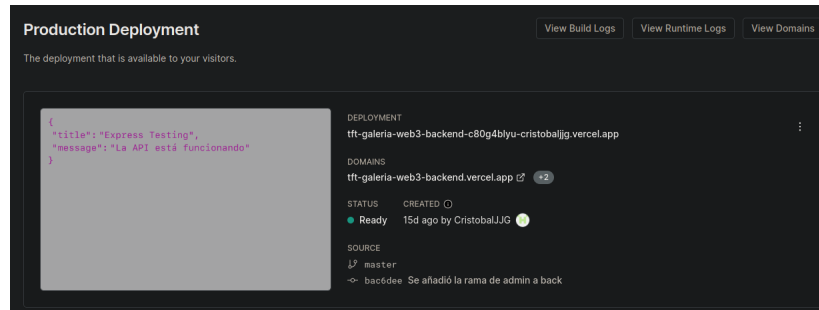 Production Deployment
View Build Logs
View Runtime Logs
View Domains
The deployment that is available to your visitors.
{
"title":"Express Testing",
"message":"La API está funcionando"
}
DEPLOYMENT
tft-galeria-web3-backend-c80g4blyu-cristobaljjg.vercel.app
DOMAINS
tft-galeria-web3-backend.vercel.app +2
STATUS CREATED
Ready 15d ago by CristobalJJG
SOURCE
master
bac6dee Se añadió la rama de admin a back